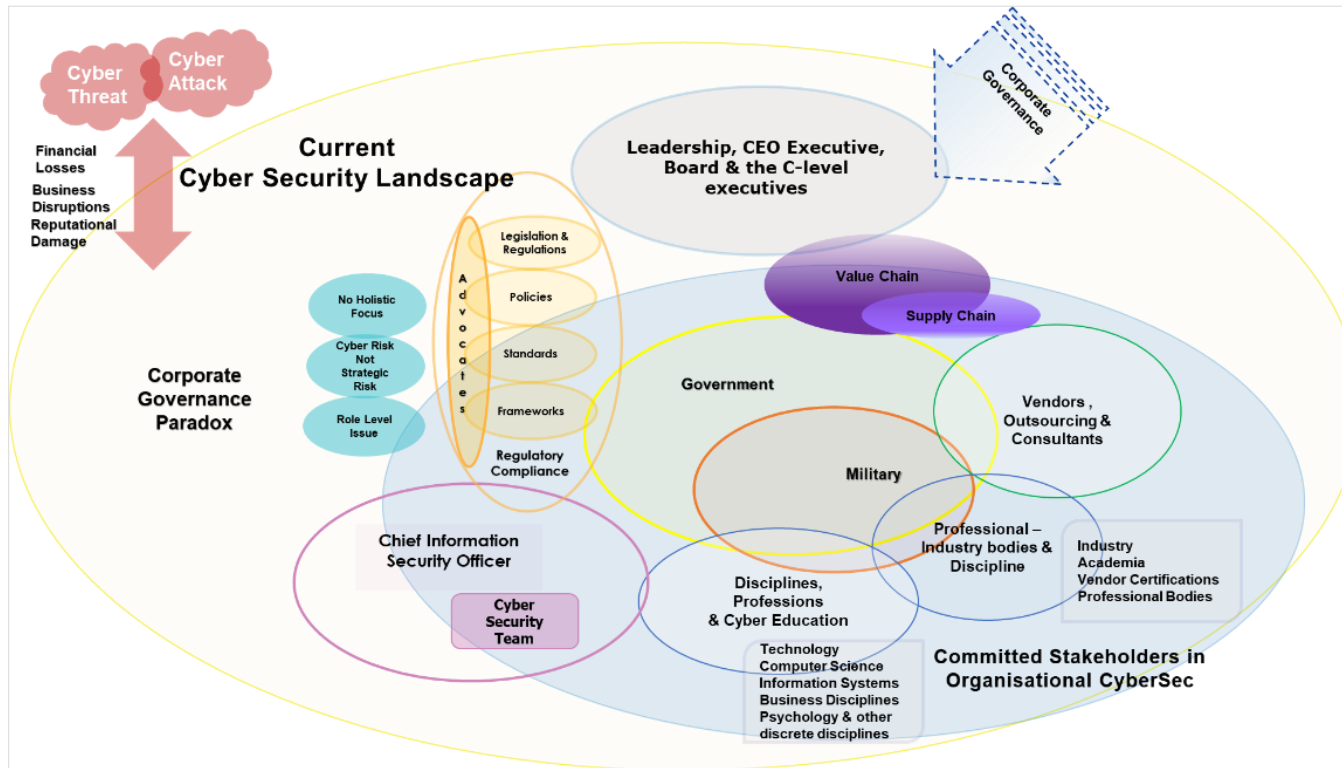 Cyber
Threat
Cyber
Attack
Corporate
Governance
Financial
Losses
Business
Disruptions
Reputational
Damage
Current
Cyber Security Landscape
Leadership, CEO Executive,
Board & the C-level
executives
Legislation &
Regulations
Advocates
Policies
Standards
Frameworks
Regulatory
Compliance
No Holistic
Focus
Cyber Risk
Not
Strategic
Risk
Role Level
Issue
Corporate
Governance
Paradox
Value Chain
Supply Chain
Government
Military
Vendors ,
Outsourcing &
Consultants
Professional –
Industry bodies &
Discipline
Industry
Academia
Vendor Certifications
Professional Bodies
Chief Information
Security Officer
Cyber
Security
Team
Disciplines,
Professions
& Cyber Education
Technology
Computer Science
Information Systems
Business Disciplines
Psychology & other
discrete disciplines
Committed Stakeholders in
Organisational CyberSec